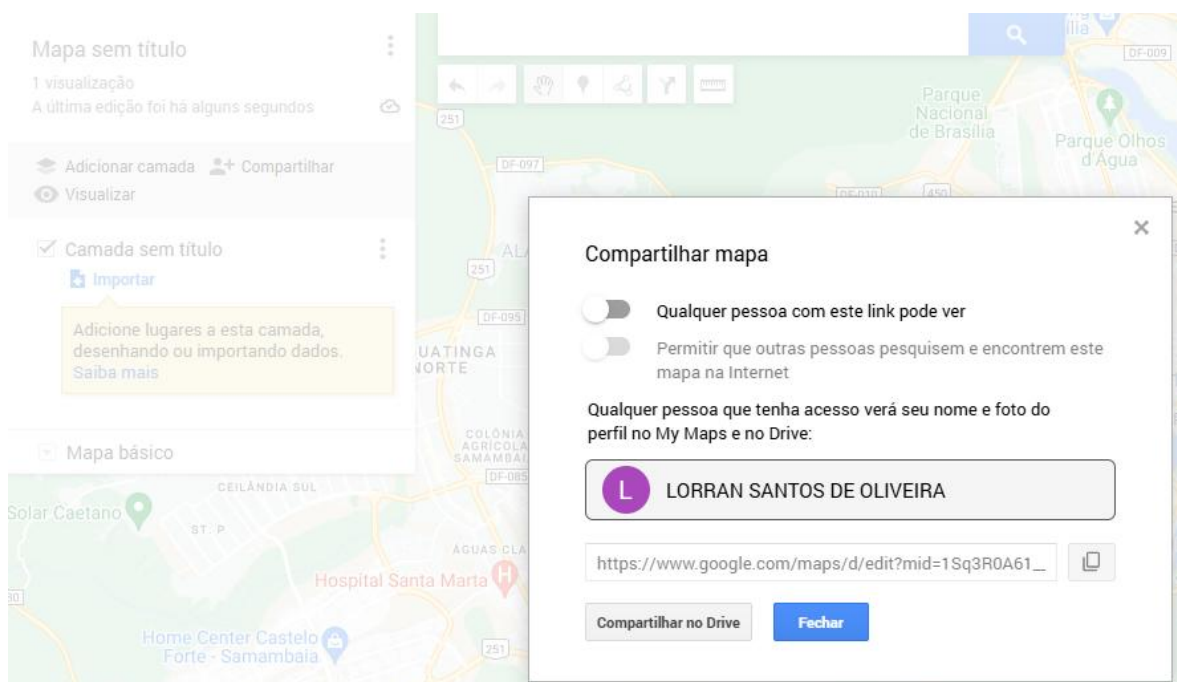 Mapa sem título
1 visualização
A última edição foi há alguns segundos
Adicionar camada
Compartilhar
Visualizar
Camada sem título
Importar
Adicione lugares a esta camada,
desenhando ou importando dados.
Saiba mais
Mapa básico
DF-009
Parque
Nacional
de Brasília
Parque Olhos
d'Água
251
DF-097
DF-010
450
251
DF-095
UATINGA
NORTE
COLÔNIA
AGRÍCOLA
SAMAMBAI
DF-085
CEILÂNDIA SUL
Solar Caetano
ST. P
ÁGUAS CLA
Hospital Santa Marta
Home Center Castelo
Forte - Samambaia
251
Compartilhar mapa
Qualquer pessoa com este link pode ver
Permitir que outras pessoas pesquisem e encontrem este
mapa na Internet
Qualquer pessoa que tenha acesso verá seu nome e foto do
perfil no My Maps e no Drive:
L
LORRAN SANTOS DE OLIVEIRA
https://www.google.com/maps/d/edit?mid=1Sq3R0A61__
Compartilhar no Drive
Fechar